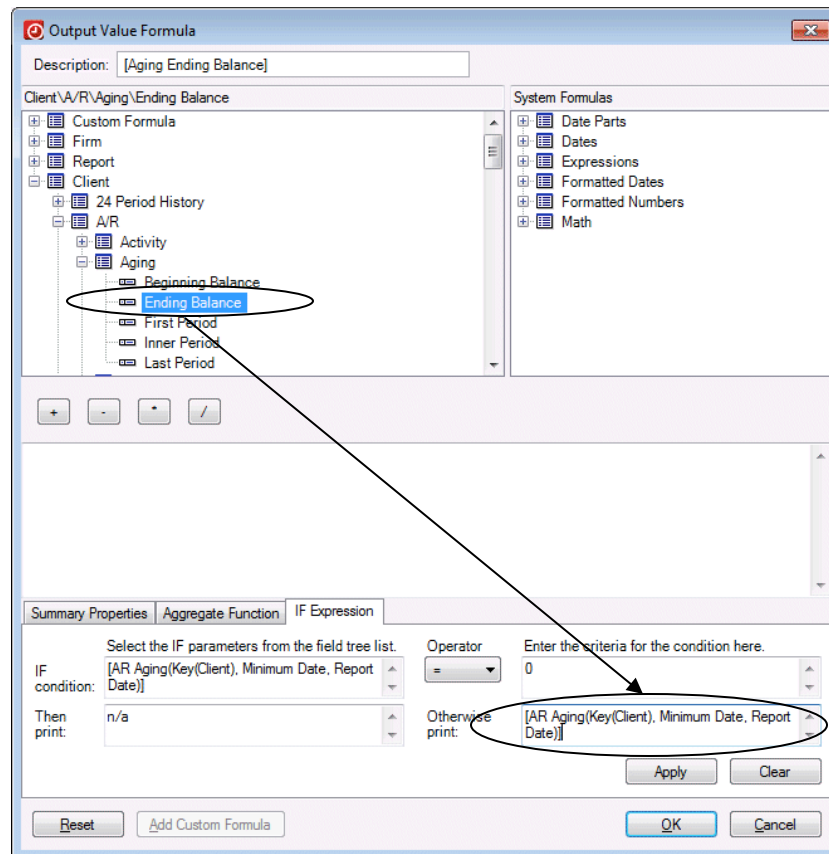 Output Value Formula
Description: [Aging Ending Balance]
Client\A/R\Aging\Ending Balance
Custom Formula
Firm
Report
Client
24 Period History
A/R
Activity
Aging
Beginning Balance
Ending Balance
First Period
Inner Period
Last Period
System Formulas
Date Parts
Dates
Expressions
Formatted Dates
Formatted Numbers
Math
+ - * /
Summary Properties Aggregate Function IF Expression
Select the IF parameters from the field tree list. Operator Enter the criteria for the condition here.
IF
condition:
[AR Aging(Key(Client), Minimum Date, Report
Date)]
=
0
Then
print:
n/a
Otherwise
print:
[AR Aging(Key(Client), Minimum Date, Report
Date)]
Apply Clear
Reset Add Custom Formula OK Cancel